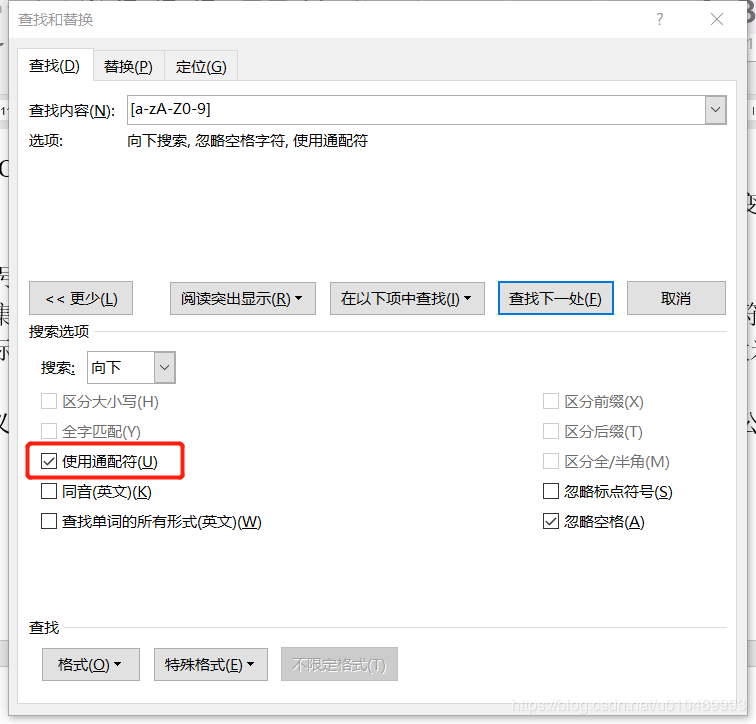 查找和替换
查找(D) 替换(P) 定位(G)
查找内容(N): [a-zA-Z0-9]
选项: 向下搜索, 忽略空格字符, 使用通配符
<< 更少(L) 阅读突出显示(R) 在以下项中查找(I) 查找下一处(F) 取消
搜索选项
搜索: 向下
区分大小写(H) 区分前缀(X)
全字匹配(Y) 区分后缀(T)
使用通配符(U) 区分全/半角(M)
同音(英文)(K) 忽略标点符号(S)
查找单词的所有形式(英文)(W) 忽略空格(A)
查找
格式(O) 特殊格式(E) 不限定格式(T)
https://blog.csdn.net/u010489993